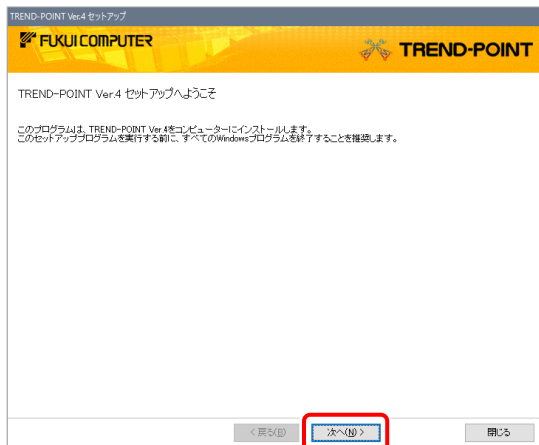 TREND-POINT Ver.4 セットアップ
FUKUI COMPUTER
TREND-POINT
TREND-POINT Ver.4 セットアップへようこそ
このプログラムは、TREND-POINT Ver.4をコンピューターにインストールします。
このセットアッププログラムを実行する前に、すべてのWindowsプログラムを終了することを推奨します。
< 戻る(B)
次へ(N) >
閉じる